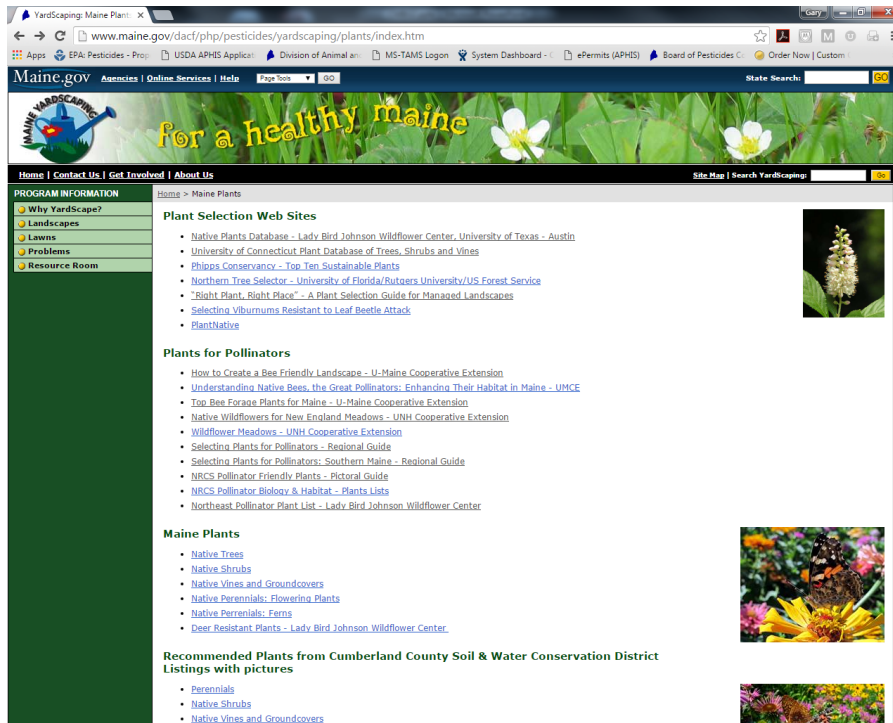 YardScaping: Maine Plant
Gary
www.maine.gov/dacf/php/pesticides/yardscaping/plants/index.htm
Apps EPA: Pesticides - Prop USDA APHIS Applicat Division of Animal an MS-TAMS Logon System Dashboard - ePermits (APHIS) Board of Pesticides C Order Now | Custom
Maine.gov Agencies | Online Services | Help Page Tools GO State Search: GO
MAINE YARDSCAPING
For a healthy maine
Home | Contact Us | Get Involved | About Us Site Map | Search YardScaping: Go
PROGRAM INFORMATION
Why YardScape?
Landscapes
Lawns
Problems
Resource Room
Home > Maine Plants
Plant Selection Web Sites
• Native Plants Database - Lady Bird Johnson Wildflower Center, University of Texas - Austin
• University of Connecticut Plant Database of Trees, Shrubs and Vines
• Phipps Conservancy - Top Ten Sustainable Plants
• Northern Tree Selector - University of Florida/Rutgers University/US Forest Service
• "Right Plant, Right Place" - A Plant Selection Guide for Managed Landscapes
• Selecting Viburnums Resistant to Leaf Beetle Attack
• PlantNative
Plants for Pollinators
• How to Create a Bee Friendly Landscape - U-Maine Cooperative Extension
• Understanding Native Bees, the Great Pollinators: Enhancing Their Habitat in Maine - UMCE
• Top Bee Forage Plants for Maine - U-Maine Cooperative Extension
• Native Wildflowers for New England Meadows - UNH Cooperative Extension
• Wildflower Meadows - UNH Cooperative Extension
• Selecting Plants for Pollinators - Regional Guide
• Selecting Plants for Pollinators: Southern Maine - Regional Guide
• NRCS Pollinator Friendly Plants - Pictoral Guide
• NRCS Pollinator Biology & Habitat - Plants Lists
• Northeast Pollinator Plant List - Lady Bird Johnson Wildflower Center
Maine Plants
• Native Trees
• Native Shrubs
• Native Vines and Groundcovers
• Native Perennials: Flowering Plants
• Native Perrenials: Ferns
• Deer Resistant Plants - Lady Bird Johnson Wildflower Center
Recommended Plants from Cumberland County Soil & Water Conservation District
Listings with pictures
• Perennials
• Native Shrubs
• Native Vines and Groundcovers